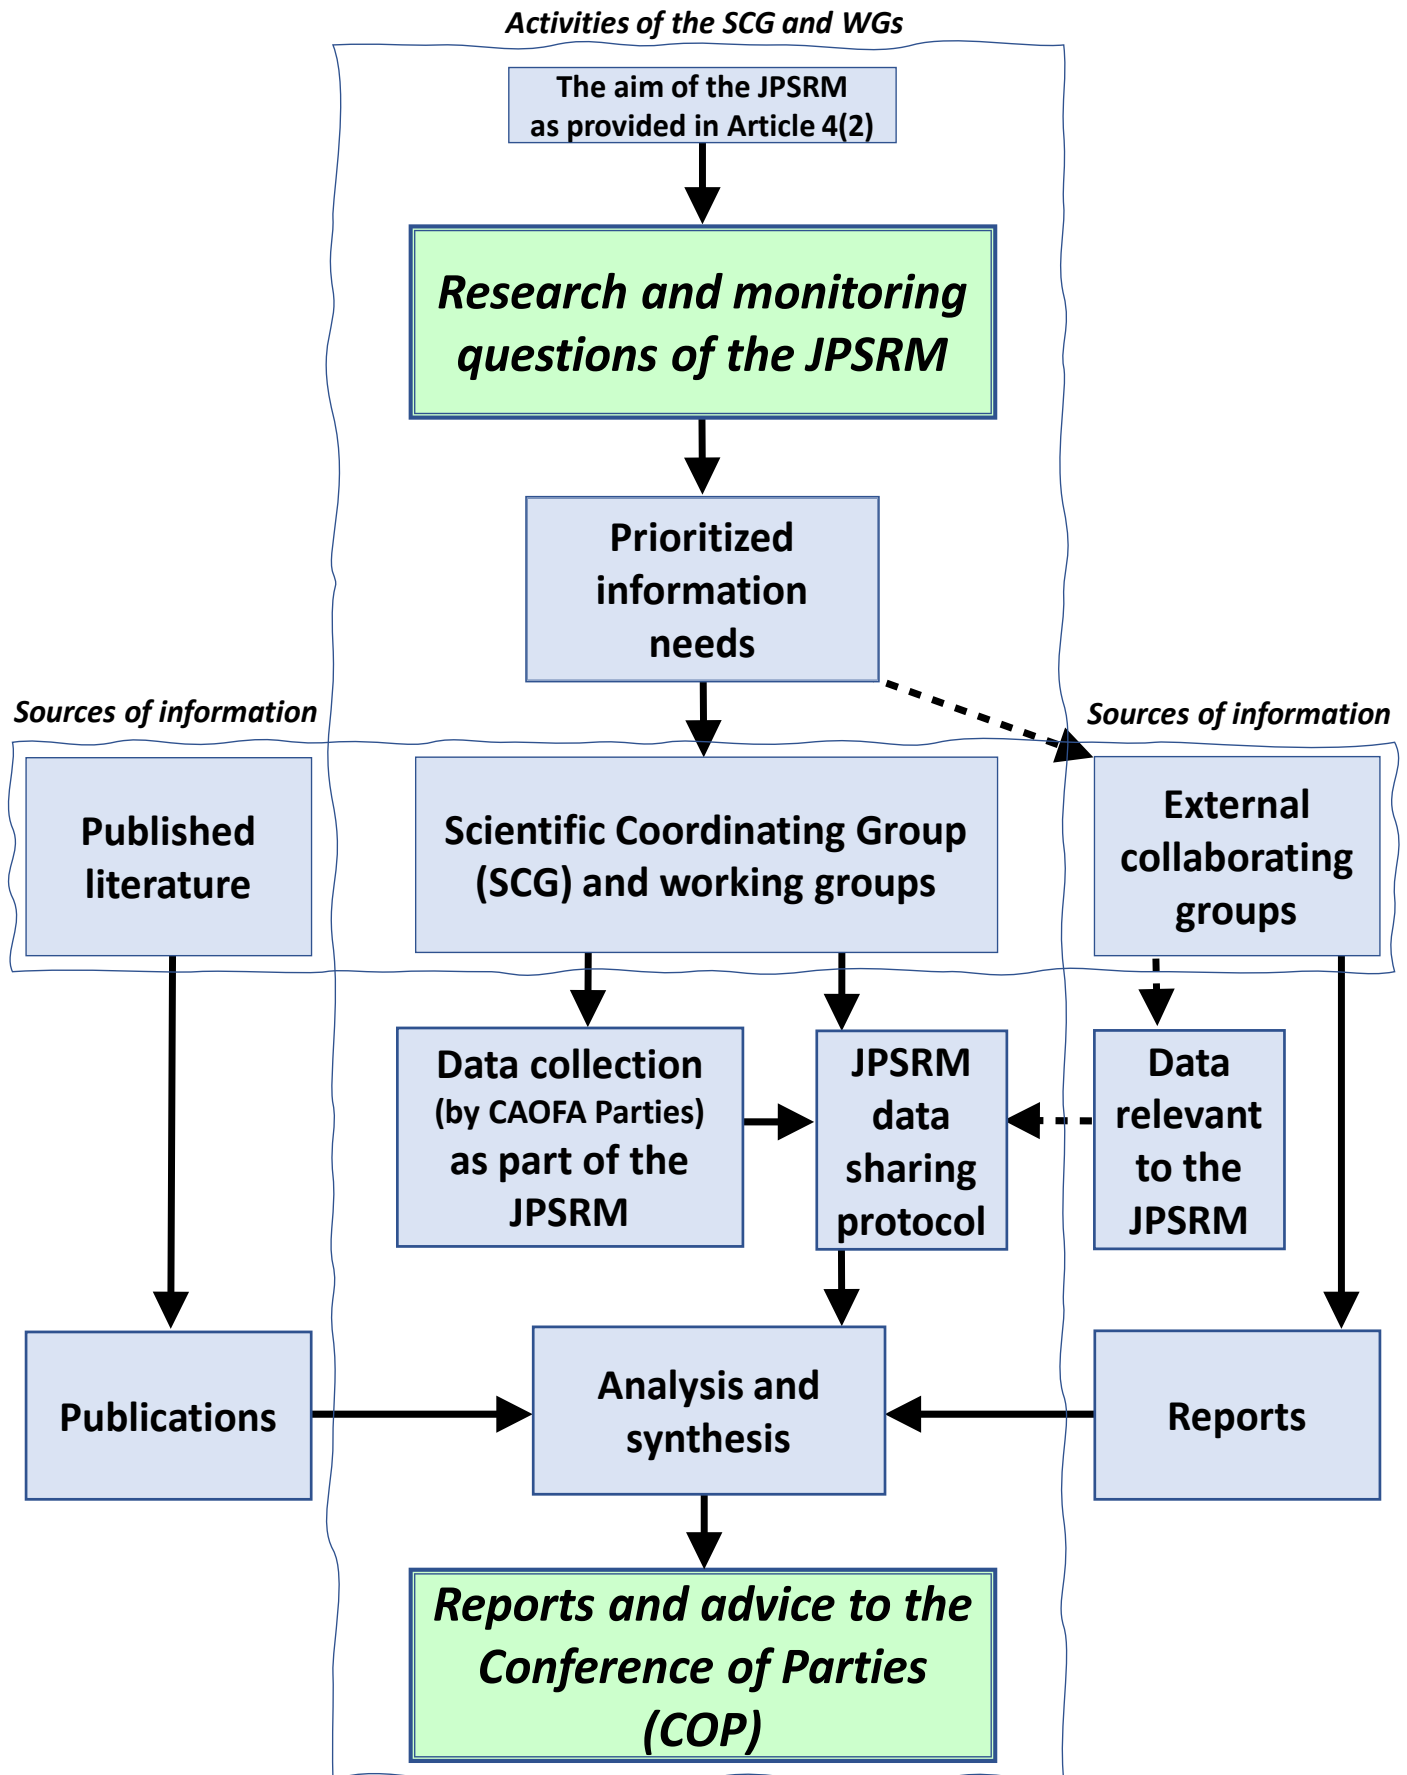 Activities of the SCG and WGs
The aim of the JPSRM
as provided in Article 4(2)
Research and monitoring
questions of the JPSRM
Prioritized
information
needs
Sources of information
Sources of information
Published
literature
Scientific Coordinating Group
(SCG) and working groups
External
collaborating
groups
Data collection
(by CAOFA Parties)
as part of the
JPSRM
JPSRM
data
sharing
protocol
Data
relevant
to the
JPSRM
Publications
Analysis and
synthesis
Reports
Reports and advice to the
Conference of Parties
(COP)